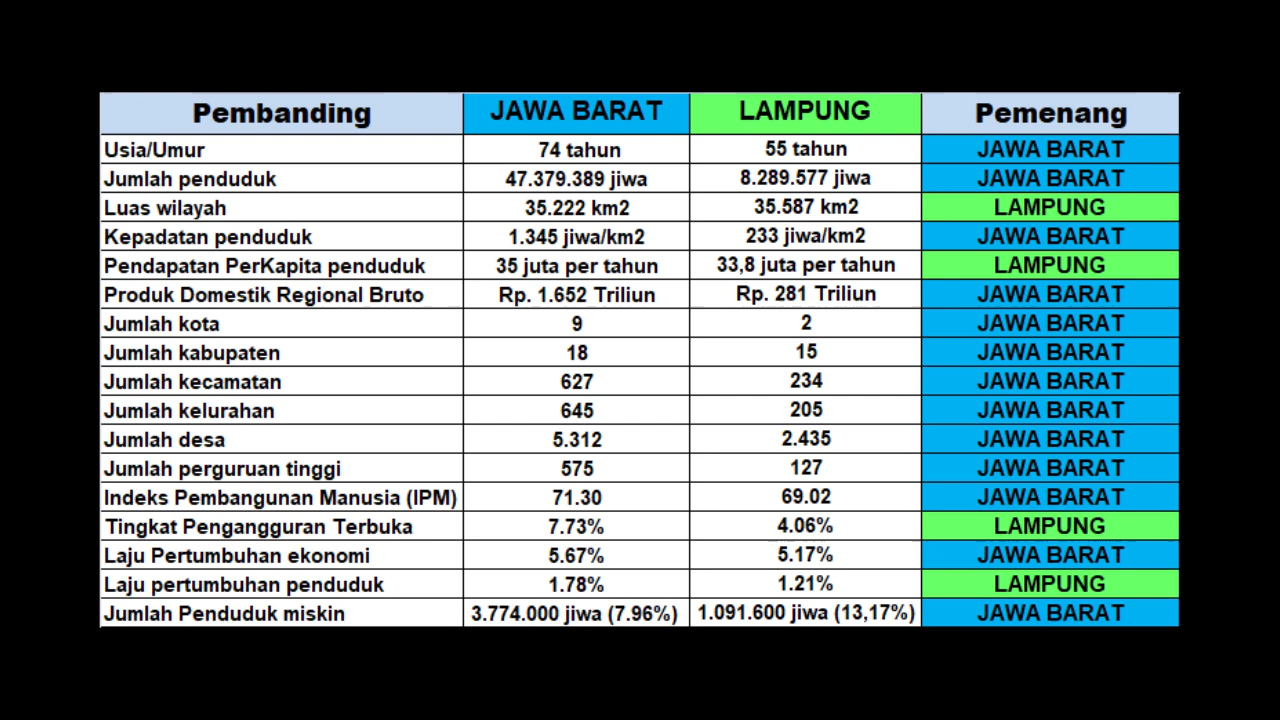 Pembanding JAWA BARAT LAMPUNG Pemenang
Usia/Umur 74 tahun 55 tahun JAWA BARAT
Jumlah penduduk 47.379.389 jiwa 8.289.577 jiwa JAWA BARAT
Luas wilayah 35.222 km2 35.587 km2 LAMPUNG
Kepadatan penduduk 1.345 jiwa/km2 233 jiwa/km2 JAWA BARAT
Pendapatan PerKapita penduduk 35 juta per tahun 33,8 juta per tahun LAMPUNG
Produk Domestik Regional Bruto Rp. 1.652 Triliun Rp. 281 Triliun JAWA BARAT
Jumlah kota 9 2 JAWA BARAT
Jumlah kabupaten 18 15 JAWA BARAT
Jumlah kecamatan 627 234 JAWA BARAT
Jumlah kelurahan 645 205 JAWA BARAT
Jumlah desa 5.312 2.435 JAWA BARAT
Jumlah perguruan tinggi 575 127 JAWA BARAT
Indeks Pembangunan Manusia (IPM) 71.30 69.02 JAWA BARAT
Tingkat Pengangguran Terbuka 7.73% 4.06% LAMPUNG
Laju Pertumbuhan ekonomi 5.67% 5.17% JAWA BARAT
Laju pertumbuhan penduduk 1.78% 1.21% LAMPUNG
Jumlah Penduduk miskin 3.774.000 jiwa (7.96%) 1.091.600 jiwa (13,17%) JAWA BARAT